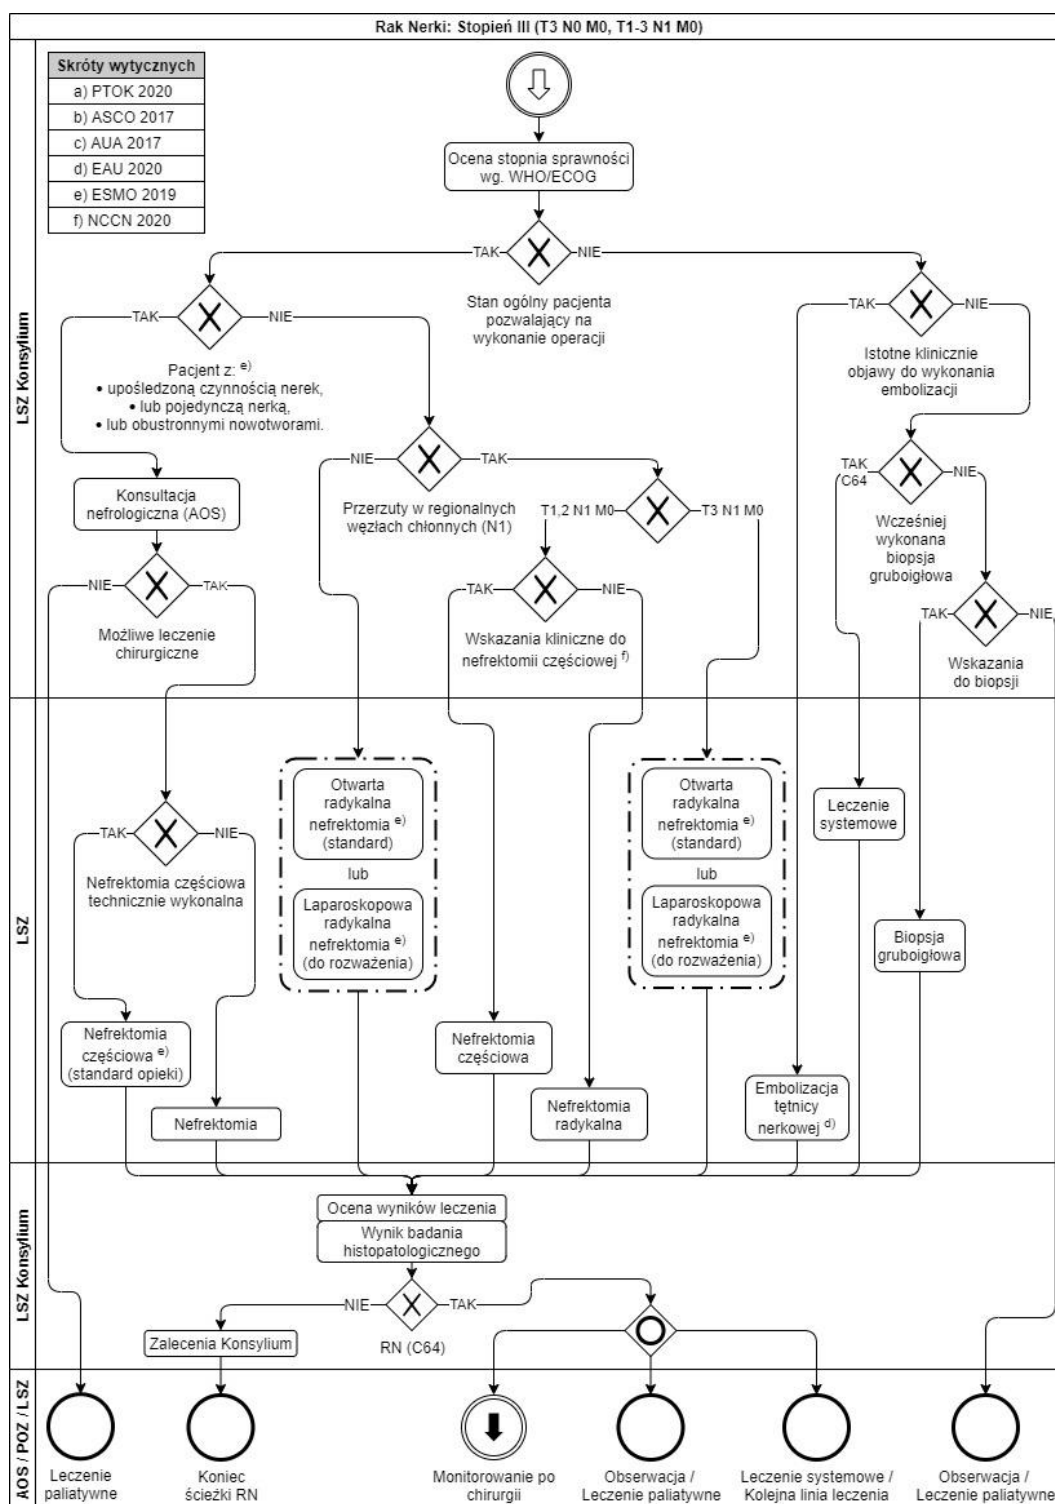 Rak Nerki: Stopień III (T3 N0 M0, T1-3 N1 M0)
LSZ Konsylium
Skróty wytycznych
a) PTOK 2020
b) ASCO 2017
c) AUA 2017
d) EAU 2020
e) ESMO 2019
f) NCCN 2020
Ocena stopnia sprawności
wg. WHO/ECOG
TAK
NIE
Stan ogólny pacjenta
pozwalający na
wykonanie operacji
TAK
NIE
Pacjent z: e)
• upośledzoną czynnością nerek,
• lub pojedynczą nerką,
• lub obustronnymi nowotworami.
TAK
NIE
Istotne klinicznie
objawy do wykonania
embolizacji
NIE
TAK
Przerzuty w regionalnych
węzłach chłonnych (N1)
TAK
C64
NIE
Wcześniej
wykonana
biopsja
gruboigłowa
Konsultacja
nefrologiczna (AOS)
T1,2 N1 M0
T3 N1 M0
NIE
TAK
Możliwe leczenie
chirurgiczne
TAK
NIE
Wskazania kliniczne do
nefrektomii częściowej f)
TAK
NIE
Wskazania
do biopsji
LSZ
TAK
NIE
Nefrektomia częściowa
technicznie wykonalna
Otwarta
radykalna
nefrektomia e)
(standard)
lub
Laparoskopowa
radykalna
nefrektomia e)
(do rozważenia)
Otwarta
radykalna
nefrektomia e)
(standard)
lub
Laparoskopowa
radykalna
nefrektomia e)
(do rozważenia)
Leczenie
systemowe
Biopsja
gruboigłowa
Nefrektomia
częściowa e)
(standard opieki)
Nefrektomia
Nefrektomia
częściowa
Nefrektomia
radykalna
Embolizacja
tętnicy
nerkowej d)
LSZ Konsylium
Ocena wyników leczenia
Wynik badania
histopatologicznego
NIE
TAK
RN (C64)
Zalecenia Konsylium
AOS / POZ / LSZ
Leczenie
paliatywne
Koniec
ścieżki RN
Monitorowanie po
chirurgii
Obserwacja /
Leczenie paliatywne
Leczenie systemowe /
Kolejna linia leczenia
Obserwacja /
Leczenie paliatywne